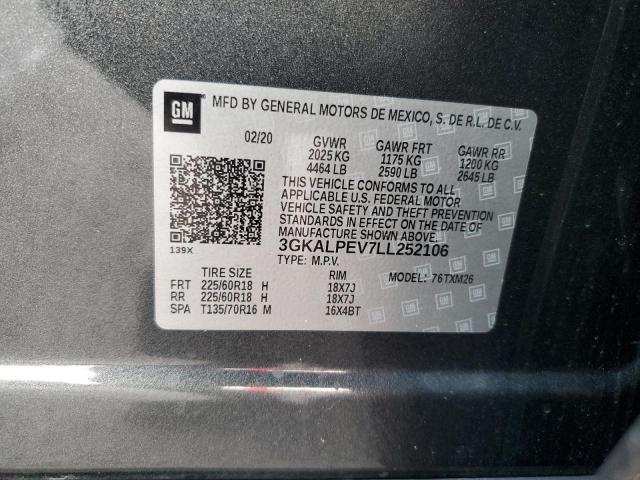 GM
MFD BY GENERAL MOTORS DE MEXICO, S. DE R.L. DE C.V.
02/20 GVWR GAWR FRT GAWR RR
2025 KG 1175 KG 1200 KG
4464 LB 2590 LB 2645 LB
THIS VEHICLE CONFORMS TO ALL
APPLICABLE U.S. FEDERAL MOTOR
VEHICLE SAFETY AND THEFT PREVENTION
STANDARDS IN EFFECT ON THE DATE OF
MANUFACTURE SHOWN ABOVE.
139X
3GKALPEV7LL252106
TYPE: M.P.V. MODEL: 76TXM26
TIRE SIZE RIM
FRT 225/60R18 H 18X7J
RR 225/60R18 H 18X7J
SPA T135/70R16 M 16X4BT